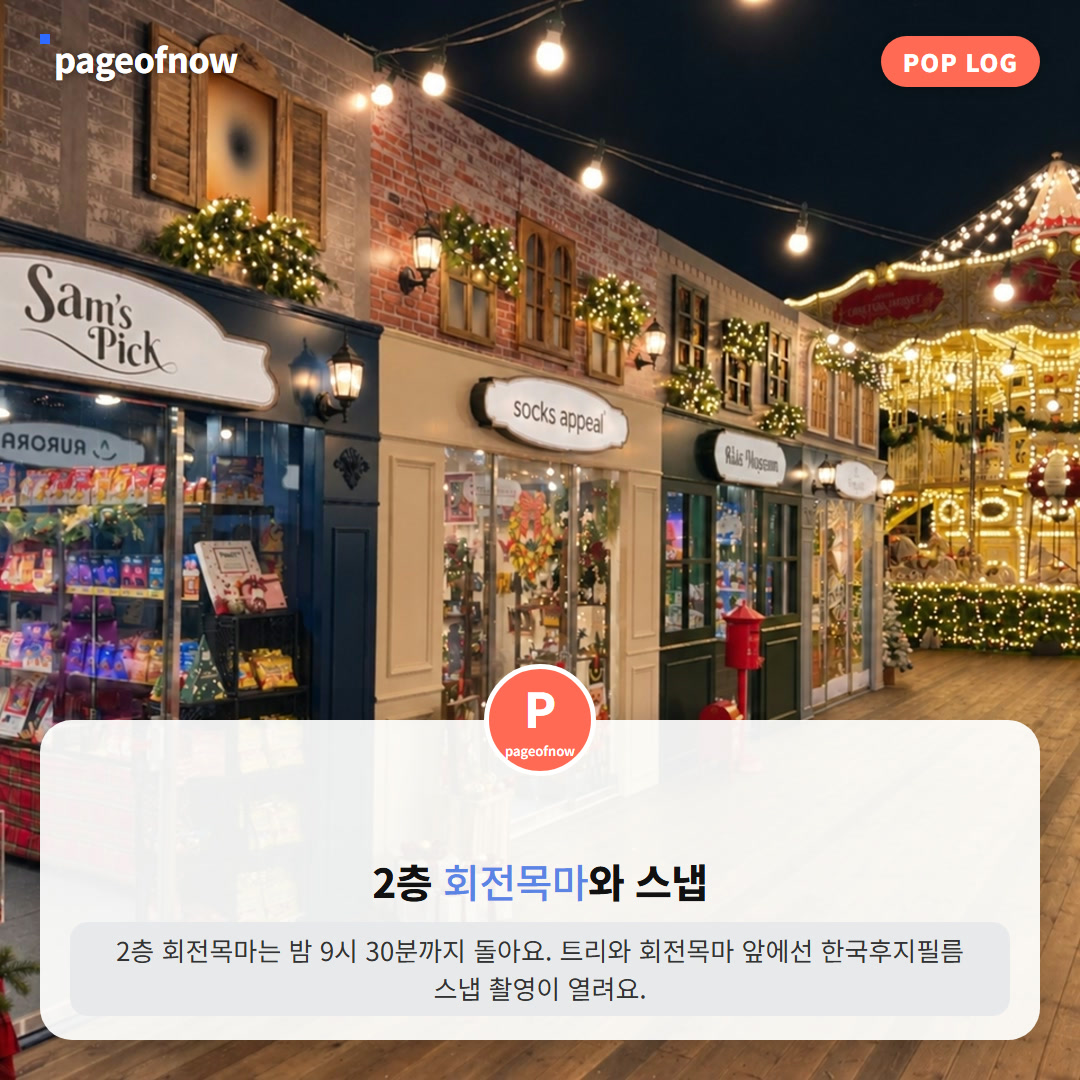 pageofnow
POP LOG
Sam's
Pick
AURORA
socks appeal
P
pageofnow
2층 회전목마와 스냅
2층 회전목마는 밤 9시 30분까지 돌아요. 트리와 회전목마 앞에선 한국후지필름
스냅 촬영이 열려요.